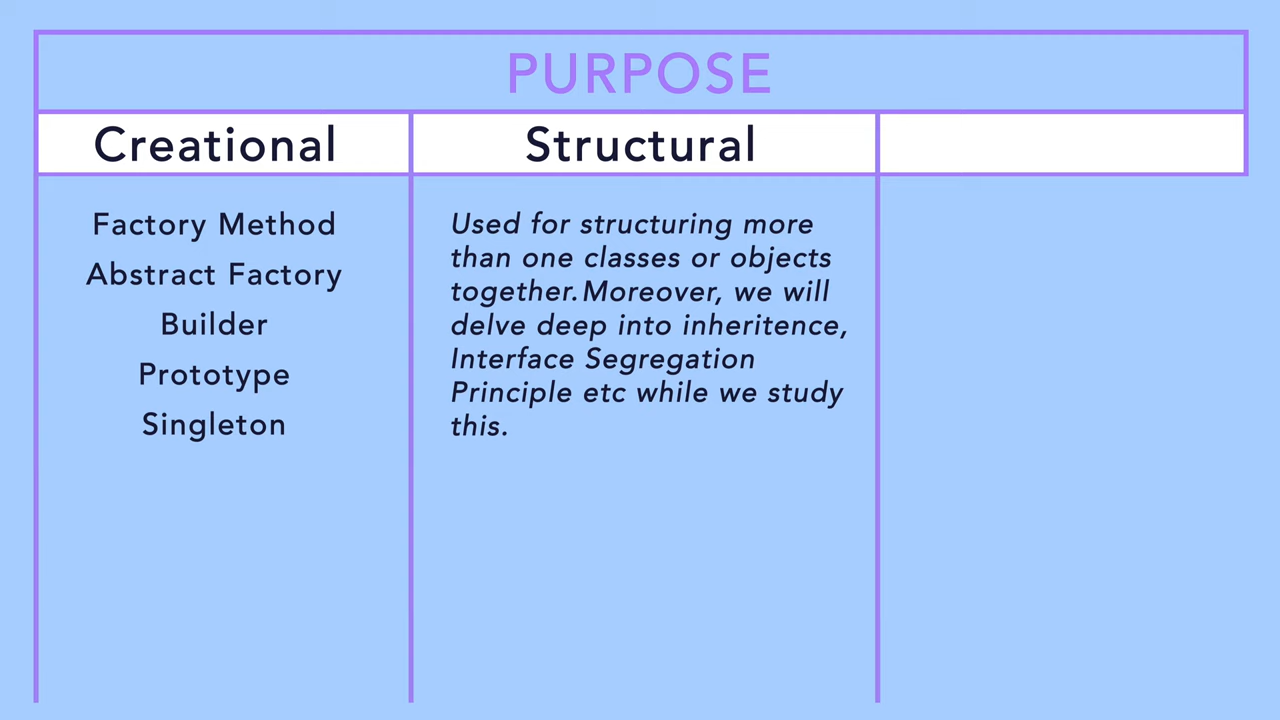 PURPOSE
Creational
Structural
Factory Method
Abstract Factory
Builder
Prototype
Singleton
Used for structuring more
than one classes or objects
together. Moreover, we will
delve deep into inheritence,
Interface Segregation
Principle etc while we study
this.